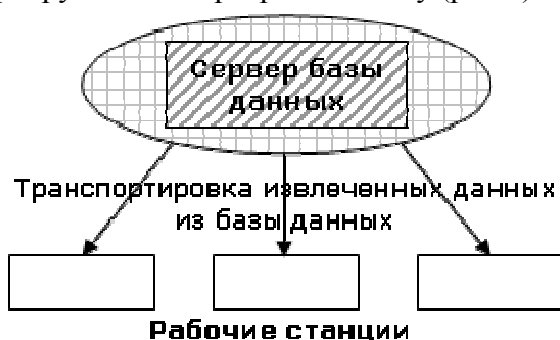 Сервер базы
данных
Транспортировка извлеченных данных
из базы данных
Рабочие станции